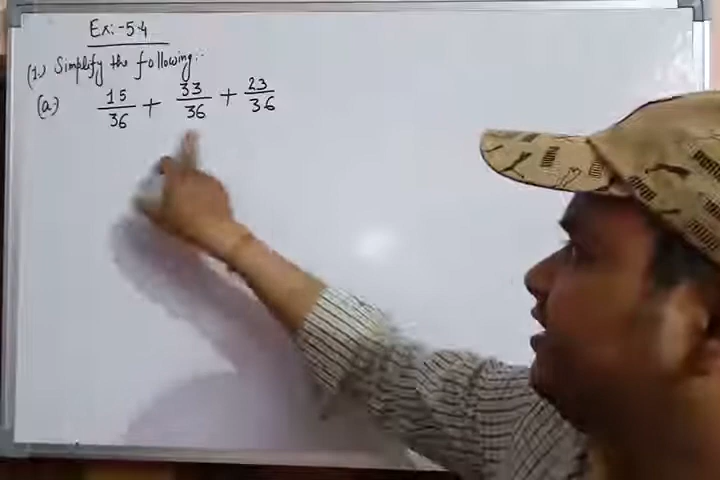 Ex:-5.4
(1.) Simplify the following:-
(a) 15/36 + 33/36 + 23/36